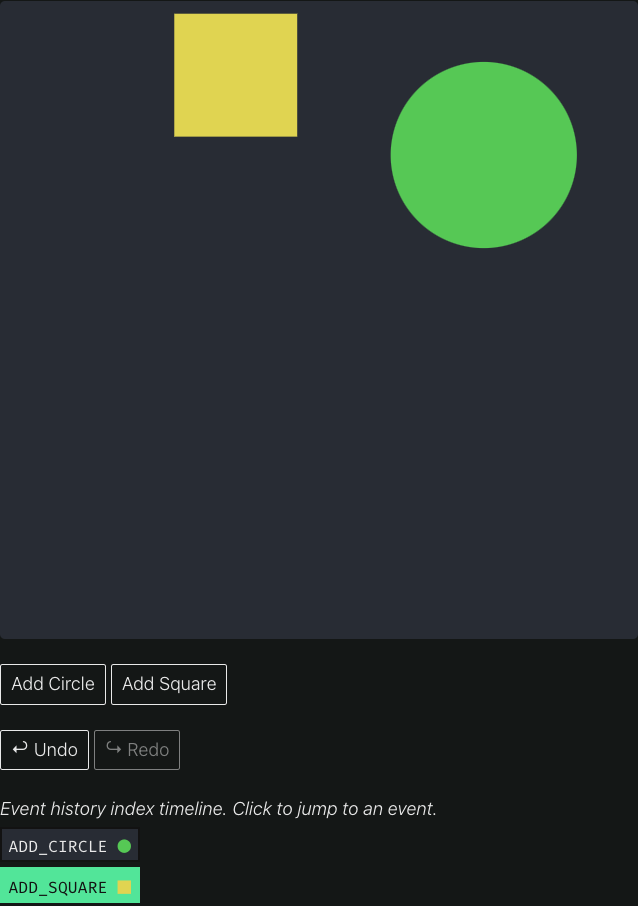 Add Circle Add Square
↩ Undo ↪ Redo
Event history index timeline. Click to jump to an event.
ADD_CIRCLE
ADD_SQUARE